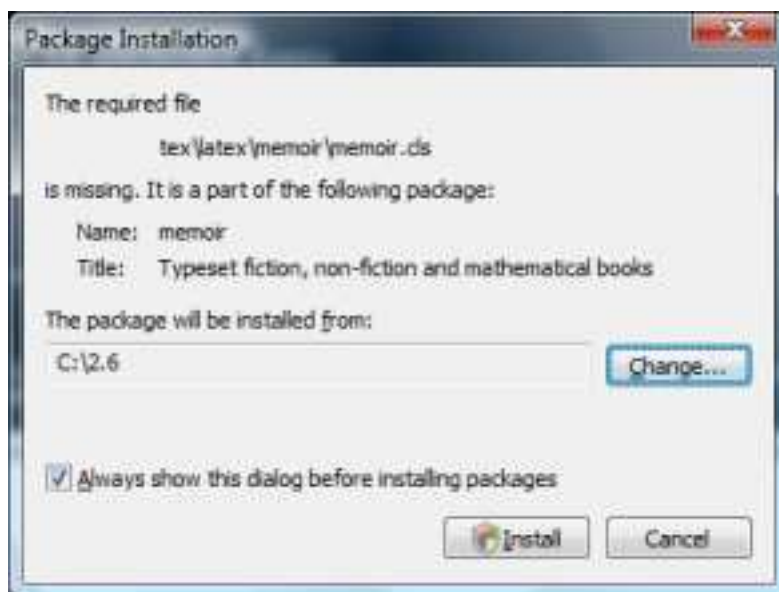 Package Installation
The required file
tex\latex\memoir\memoir.cls
is missing. It is a part of the following package:
Name: memoir
Title: Typeset fiction, non-fiction and mathematical books
The package will be installed from:
C:\2.6
Change...
Always show this dialog before installing packages
Install
Cancel